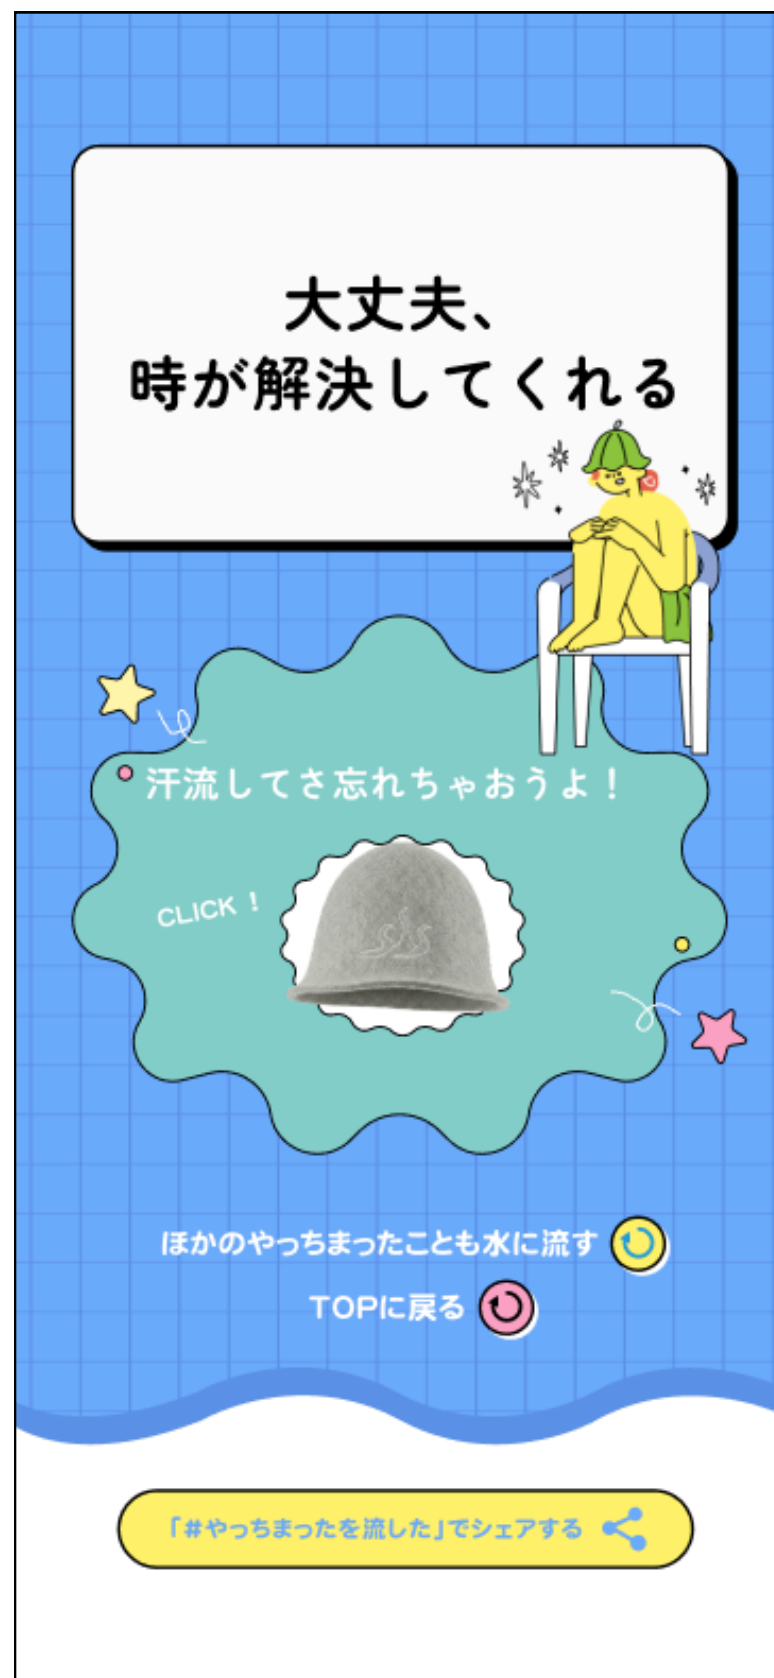 大丈夫、
時が解決してくれる
汗流してさ忘れちゃおうよ！
CLICK！
ほかのやっちまったことも水に流す
TOPに戻る
「#やっちまったを流した」でシェアする